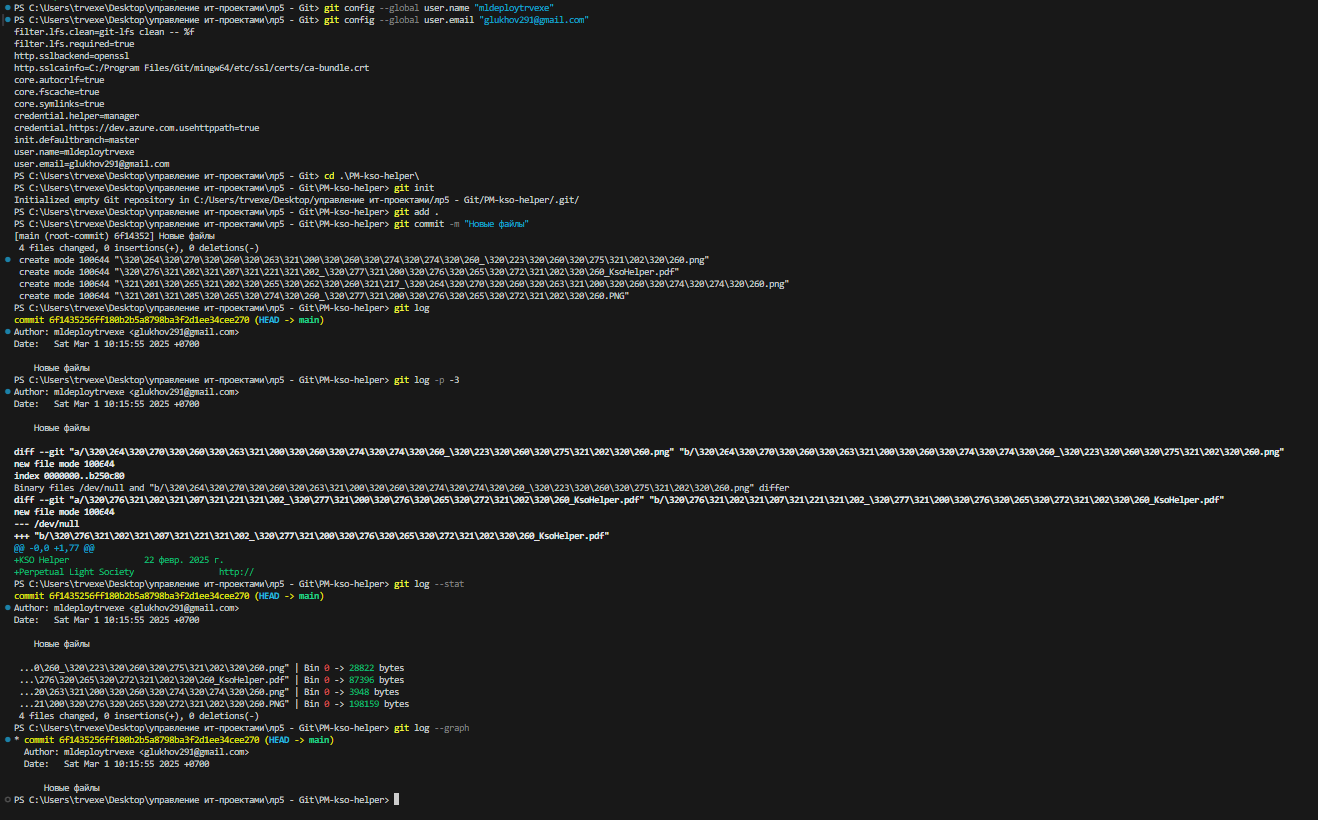 PS C:\Users\trvexe\Desktop\управление ит-проектами\лр5 - Git> git config --global user.name "mldeploytrvexe"
PS C:\Users\trvexe\Desktop\управление ит-проектами\лр5 - Git> git config --global user.email "glukhov291@gmail.com"
filter.lfs.clean=git-lfs clean -- %f
filter.lfs.required=true
http.sslbackend=openssl
http.sslcainfo=C:/Program Files/Git/mingw64/etc/ssl/certs/ca-bundle.crt
core.autocrlf=true
core.fscache=true
core.symlinks=true
credential.helper=manager
credential.https://dev.azure.com.usehttppath=true
init.defaultbranch=master
user.name=mldeploytrvexe
user.email=glukhov291@gmail.com
PS C:\Users\trvexe\Desktop\управление ит-проектами\лр5 - Git> cd .\PM-kso-helper\
PS C:\Users\trvexe\Desktop\управление ит-проектами\лр5 - Git\PM-kso-helper> git init
Initialized empty Git repository in C:/Users/trvexe/Desktop/управление ит-проектами/лр5 - Git/PM-kso-helper/.git/
PS C:\Users\trvexe\Desktop\управление ит-проектами\лр5 - Git\PM-kso-helper> git add .
PS C:\Users\trvexe\Desktop\управление ит-проектами\лр5 - Git\PM-kso-helper> git commit -m "Новые файлы"
[main (root-commit) 6f14352] Новые файлы
4 files changed, 0 insertions(+), 0 deletions(-)
create mode 100644 "\320\264\320\270\320\260\320\263\321\200\320\260\320\274\320\274\320\260_\320\223\320\260\320\275\321\202\320\260.png"
create mode 100644 "\320\276\321\202\321\207\321\221\321\202_\320\277\321\200\320\276\320\265\320\272\321\202\320\260_KsoHelper.pdf"
create mode 100644 "\321\201\320\265\321\202\320\265\320\262\320\260\321\217_\320\264\320\270\320\260\320\263\321\200\320\260\320\274\320\274\320\260.png"
create mode 100644 "\321\201\321\205\320\265\320\274\320\260_\320\277\321\200\320\276\320\265\320\272\321\202\320\260.PNG"
PS C:\Users\trvexe\Desktop\управление ит-проектами\лр5 - Git\PM-kso-helper> git log
commit 6f1435256ff180b2b5a8798ba3f2d1ee34cee270 (HEAD -> main)
Author: mldeploytrvexe <glukhov291@gmail.com>
Date:   Sat Mar 1 10:15:55 2025 +0700
Новые файлы
PS C:\Users\trvexe\Desktop\управление ит-проектами\лр5 - Git\PM-kso-helper> git log -p -3
Author: mldeploytrvexe <glukhov291@gmail.com>
Date:   Sat Mar 1 10:15:55 2025 +0700
Новые файлы
diff --git "a/\320\264\320\270\320\260\320\263\321\200\320\260\320\274\320\274\320\260_\320\223\320\260\320\275\321\202\320\260.png" "b/\320\264\320\270\320\260\320\263\321\200\320\260\320\274\320\274\320\260_\320\223\320\260\320\275\321\202\320\260.png"
new file mode 100644
index 0000000..b250c80
Binary files /dev/null and "b/\320\264\320\270\320\260\320\263\321\200\320\260\320\274\320\274\320\260_\320\223\320\260\320\275\321\202\320\260.png" differ
diff --git "a/\320\276\321\202\321\207\321\221\321\202_\320\277\321\200\320\276\320\265\320\272\321\202\320\260_KsoHelper.pdf" "b/\320\276\321\202\321\207\321\221\321\202_\320\277\321\200\320\276\320\265\320\272\321\202\320\260_KsoHelper.pdf"
new file mode 100644
--- /dev/null
+++ "b/\320\276\321\202\321\207\321\221\321\202_\320\277\321\200\320\276\320\265\320\272\321\202\320\260_KsoHelper.pdf"
@@ -0,0 +1,77 @@
+KSO Helper               22 февр. 2025 г.
+Perpetual Light Society                 http://
PS C:\Users\trvexe\Desktop\управление ит-проектами\лр5 - Git\PM-kso-helper> git log --stat
commit 6f1435256ff180b2b5a8798ba3f2d1ee34cee270 (HEAD -> main)
Author: mldeploytrvexe <glukhov291@gmail.com>
Date:   Sat Mar 1 10:15:55 2025 +0700
Новые файлы
...0\260_\320\223\320\260\320\275\321\202\320\260.png" | Bin 0 -> 28822 bytes
...\276\320\265\320\272\321\202\320\260_KsoHelper.pdf" | Bin 0 -> 87396 bytes
...20\263\321\200\320\260\320\274\320\274\320\260.png" | Bin 0 -> 3948 bytes
...21\200\320\276\320\265\320\272\321\202\320\260.PNG" | Bin 0 -> 198159 bytes
4 files changed, 0 insertions(+), 0 deletions(-)
PS C:\Users\trvexe\Desktop\управление ит-проектами\лр5 - Git\PM-kso-helper> git log --graph
* commit 6f1435256ff180b2b5a8798ba3f2d1ee34cee270 (HEAD -> main)
Author: mldeploytrvexe <glukhov291@gmail.com>
Date:   Sat Mar 1 10:15:55 2025 +0700
Новые файлы
PS C:\Users\trvexe\Desktop\управление ит-проектами\лр5 - Git\PM-kso-helper>